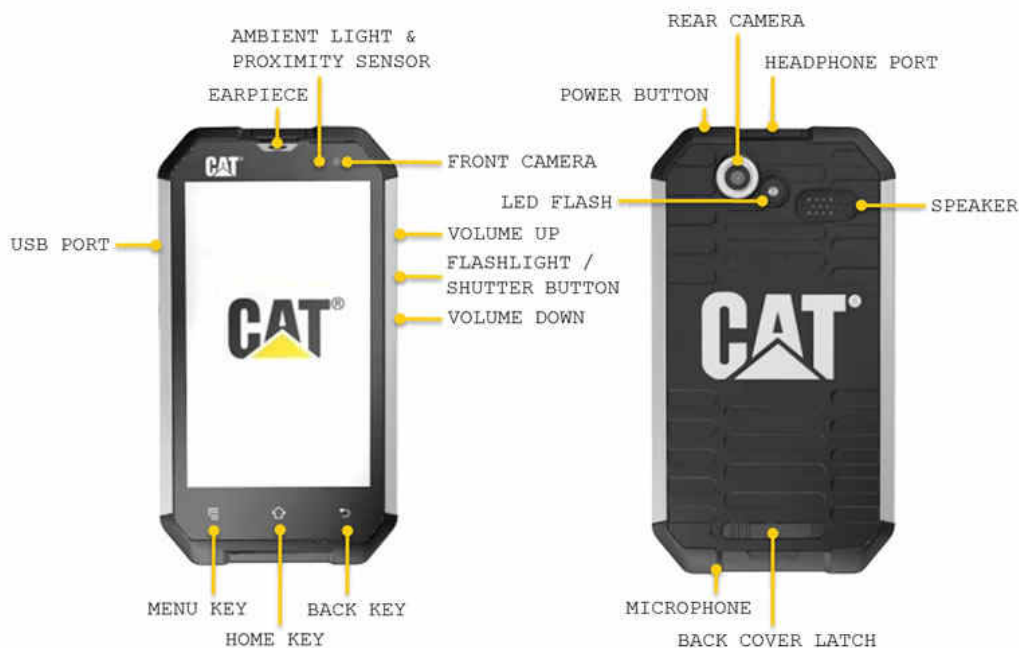 AMBIENT LIGHT &
PROXIMITY SENSOR
EARPIECE
CAT
FRONT CAMERA
USB PORT
VOLUME UP
FLASHLIGHT /
SHUTTER BUTTON
VOLUME DOWN
CAT®
MENU KEY
BACK KEY
HOME KEY
REAR CAMERA
HEADPHONE PORT
POWER BUTTON
LED FLASH
SPEAKER
CAT®
MICROPHONE
BACK COVER LATCH